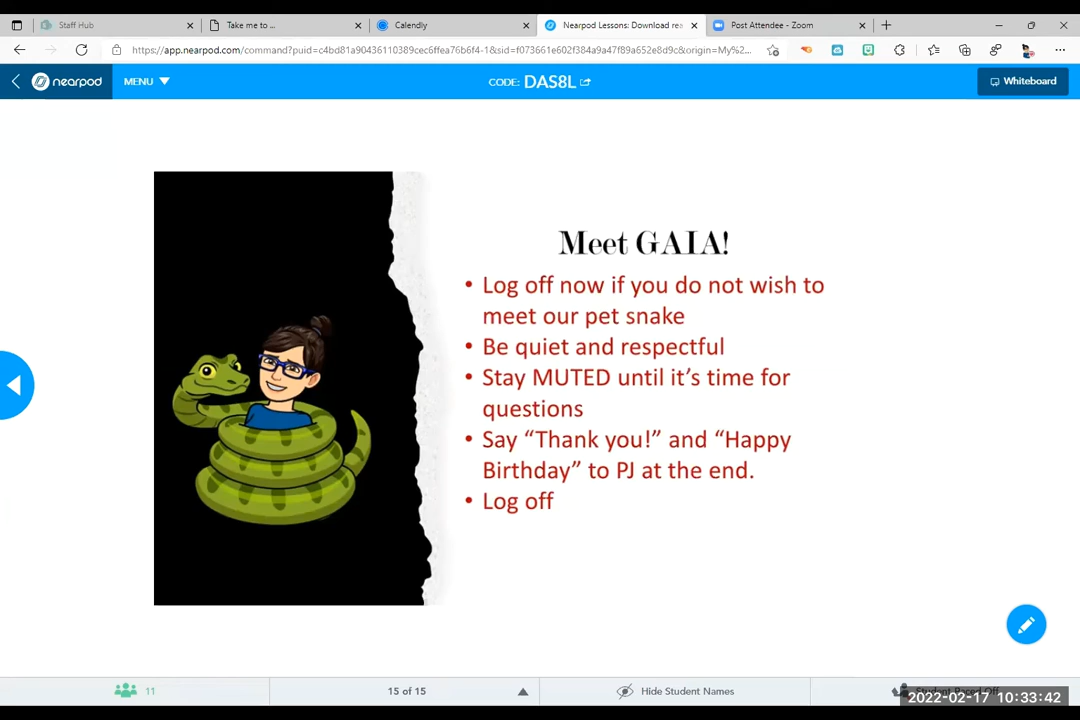 Staff Hub
Take me to ...
Calendly
Nearpod Lessons: Download rea
Post Attendee - Zoom
https://app.nearpod.com/command?puid=c4bd81a90436110389cec6ffea76b6f4-1&sid=f073661e602f384a9a47f89a652e8d9c&origin=My%2...
nearpod
MENU
CODE: DAS8L
Whiteboard
Meet GAIA!
• Log off now if you do not wish to
meet our pet snake
• Be quiet and respectful
• Stay MUTED until it’s time for
questions
• Say “Thank you!” and “Happy
Birthday” to PJ at the end.
• Log off
11
15 of 15
Hide Student Names
2022-02-17 10:33:42